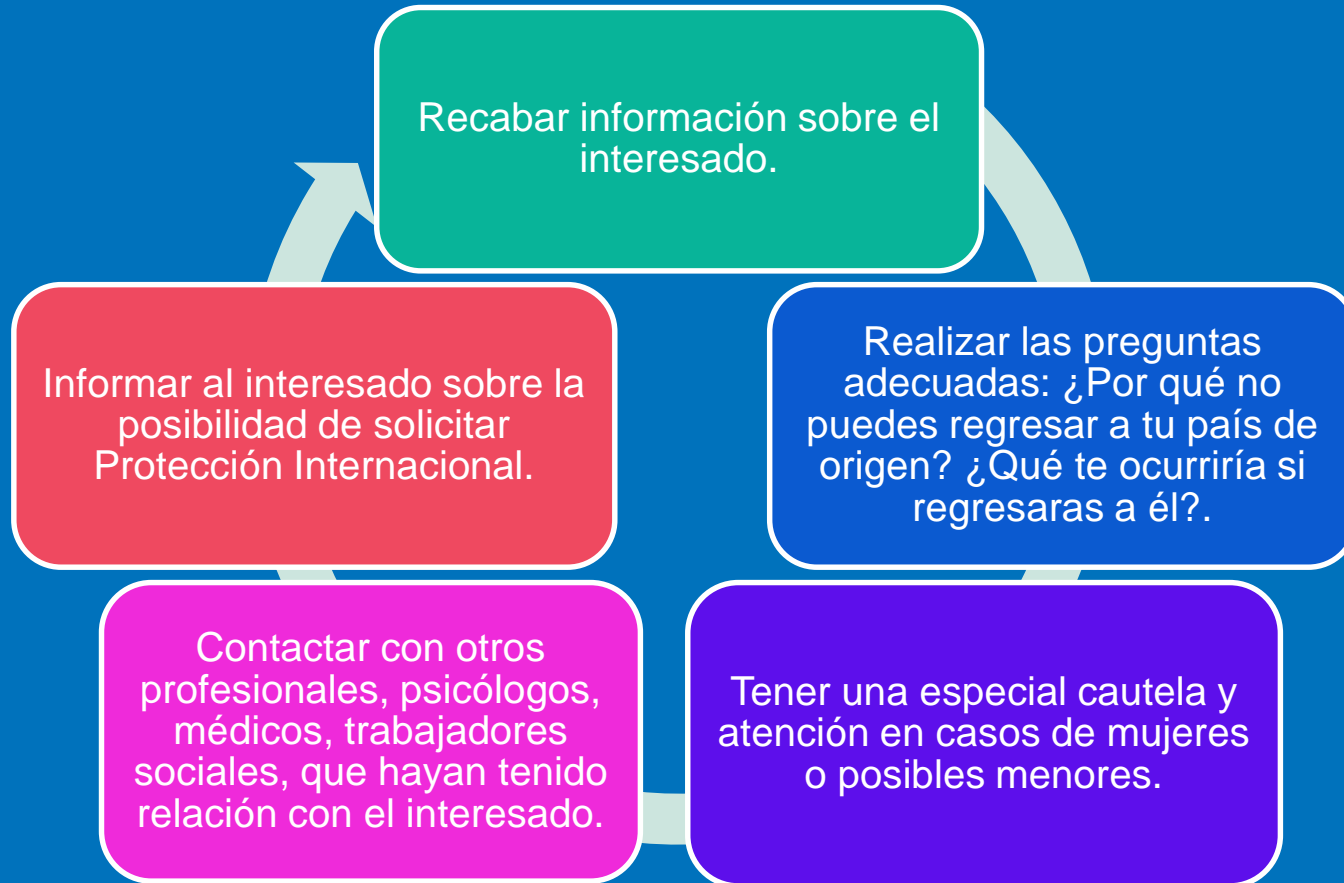 Recabar información sobre el
interesado.
Realizar las preguntas
adecuadas: ¿Por qué no
puedes regresar a tu país de
origen? ¿Qué te ocurriría si
regresaras a él?.
Tener una especial cautela y
atención en casos de mujeres
o posibles menores.
Contactar con otros
profesionales, psicólogos,
médicos, trabajadores
sociales, que hayan tenido
relación con el interesado.
Informar al interesado sobre la
posibilidad de solicitar
Protección Internacional.